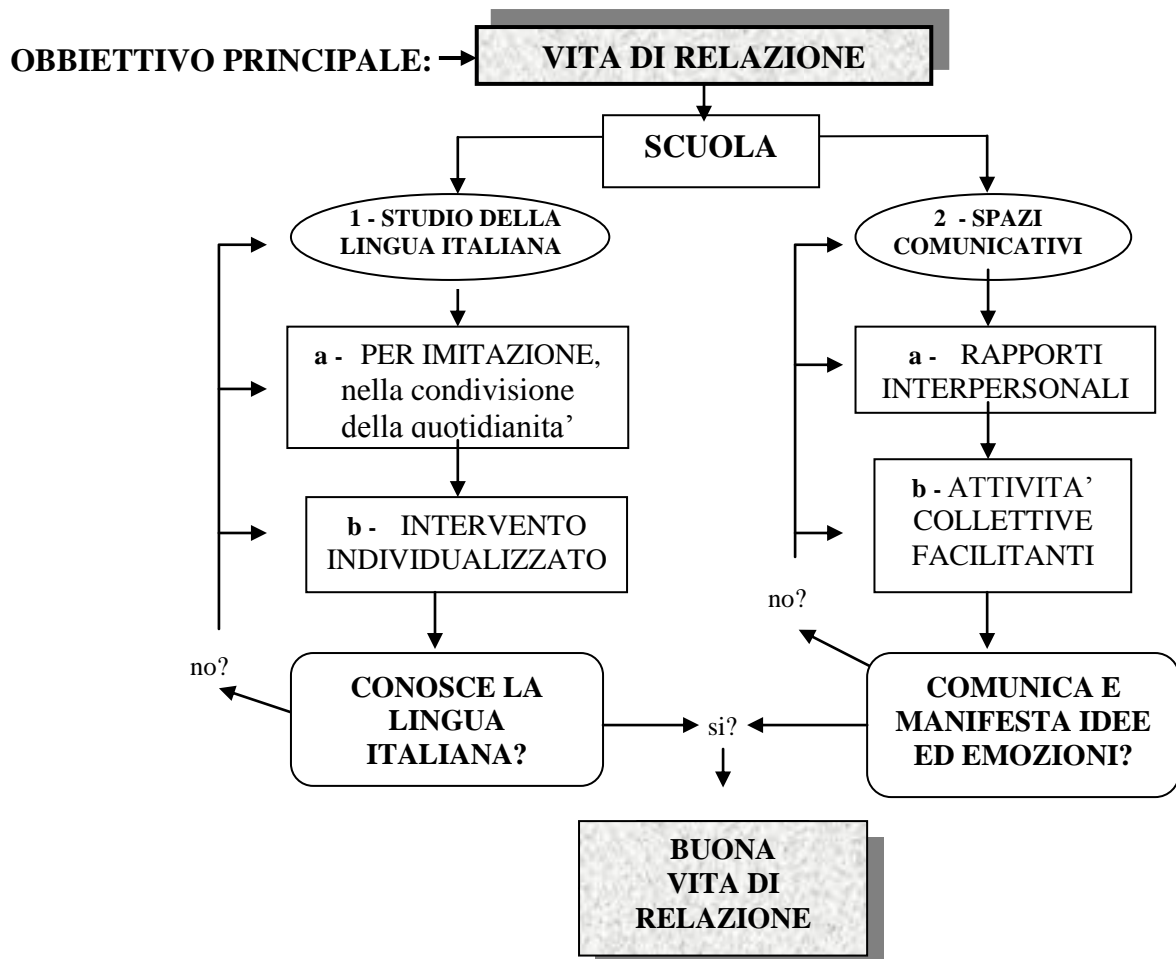 OBBIETTIVO PRINCIPALE:
VITA DI RELAZIONE
SCUOLA
1 - STUDIO DELLA
LINGUA ITALIANA
2 - SPAZI
COMUNICATIVI
a - PER IMITAZIONE,
nella condivisione
della quotidianita’
a - RAPPORTI
INTERPERSONALI
b - INTERVENTO
INDIVIDUALIZZATO
b - ATTIVITA’
COLLETTIVE
FACILITANTI
no?
no?
CONOSCE LA
LINGUA
ITALIANA?
si?
COMUNICA E
MANIFESTA IDEE
ED EMOZIONI?
BUONA
VITA DI
RELAZIONE